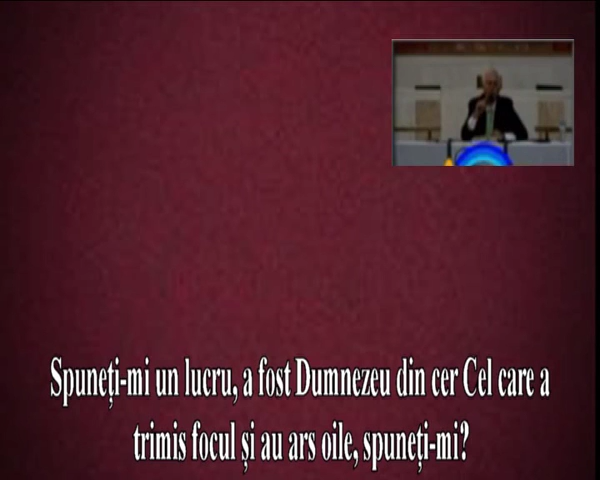 Spuneți-mi un lucru, a fost Dumnezeu din cer Cel care a
trimis focul și au ars oile, spuneți-mi?